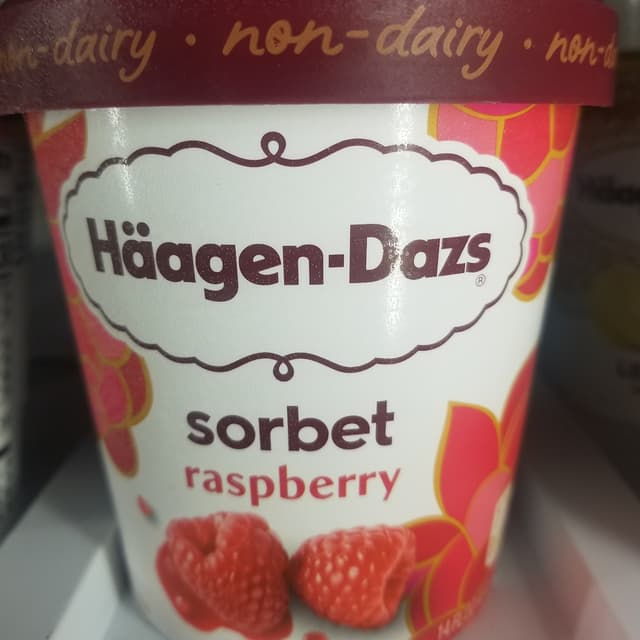 non-dairy • non-dairy • non-d
Häagen-Dazs®
sorbet
raspberry